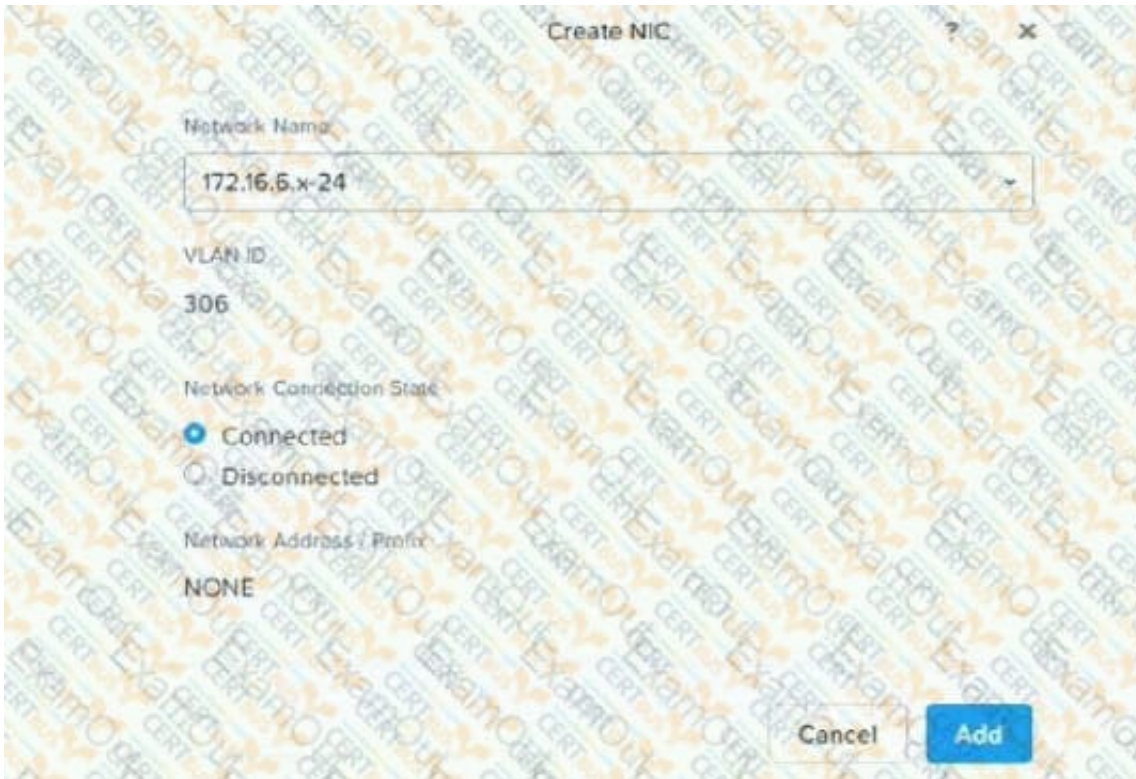 Create NIC ? ×
Network Name
172.16.6.x-24
VLAN ID
306
Network Connection State
Connected
Disconnected
Network Address / Prefix
NONE
Cancel Add